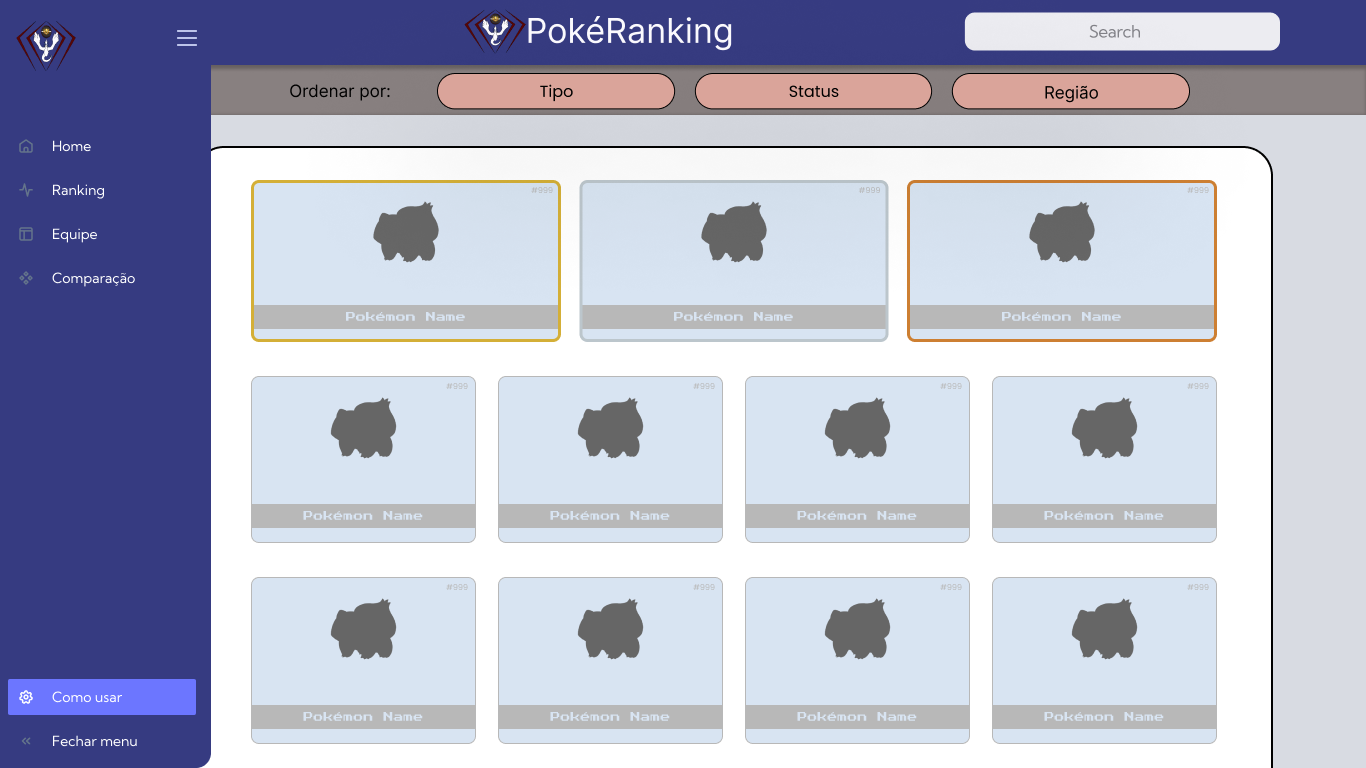 PokéRanking
Search
Ordenar por:
Tipo
Status
Região
Home
Ranking
Equipe
Comparação
Como usar
Fechar menu
#999
#999
#999
Pokémon Name
Pokémon Name
Pokémon Name
#999
#999
#999
#999
Pokémon Name
Pokémon Name
Pokémon Name
Pokémon Name
#999
#999
#999
#999
Pokémon Name
Pokémon Name
Pokémon Name
Pokémon Name